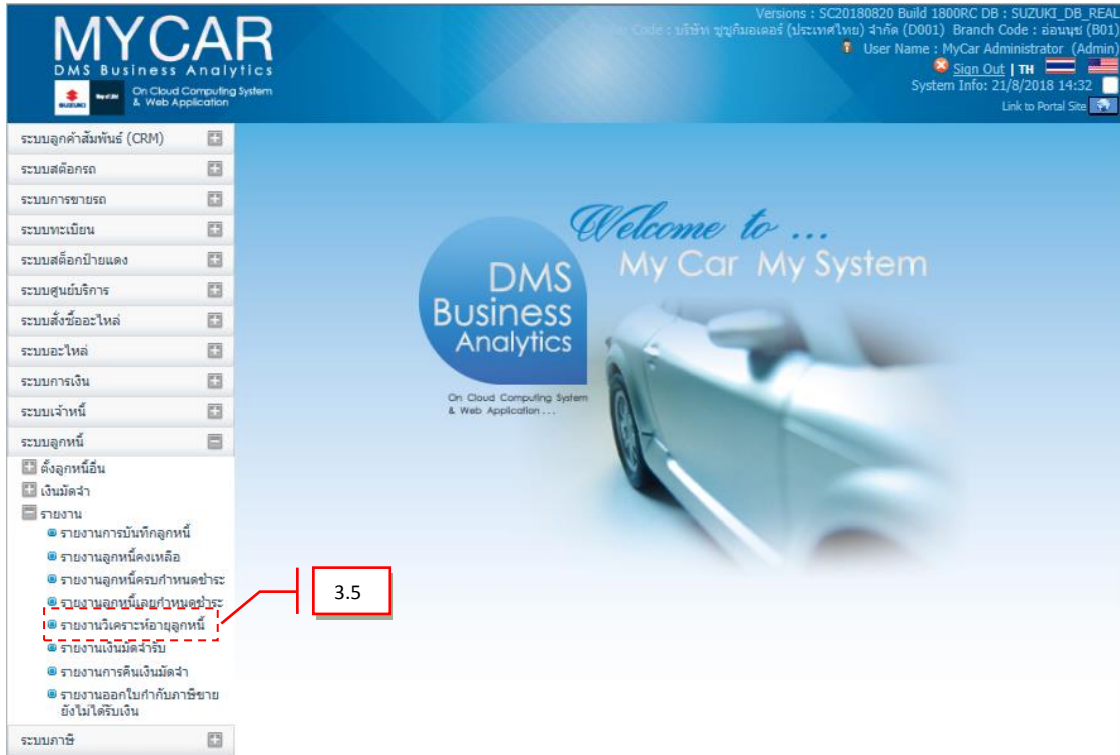 MYCAR
DMS Business Analytics
On Cloud Computing System
& Web Application
SUZUKI
Way of Life!
Versions : SC20180820 Build 1800RC DB : SUZUKI_DB_REAL
Code : บริษัท ซูซูกิมอเตอร์ (ประเทศไทย) จำกัด (D001) Branch Code : อ่อนนุช (B01)
User Name : MyCar Administrator (Admin)
Sign Out | TH
System Info: 21/8/2018 14:32
Link to Portal Site
ระบบลูกค้าสัมพันธ์ (CRM)
ระบบสต๊อกรถ
ระบบการขายรถ
ระบบทะเบียน
ระบบสต็อกป้ายแดง
ระบบศูนย์บริการ
ระบบสั่งซื้ออะไหล่
ระบบอะไหล่
ระบบการเงิน
ระบบเจ้าหนี้
ระบบลูกหนี้
ตั้งลูกหนี้อื่น
เงินมัดจำ
รายงาน
รายงานการบันทึกลูกหนี้
รายงานลูกหนี้คงเหลือ
รายงานลูกหนี้ครบกำหนดชำระ
รายงานลูกหนี้เลยกำหนดชำระ
รายงานวิเคราะห์อายุลูกหนี้
รายงานเงินมัดจำรับ
รายงานการคืนเงินมัดจำ
รายงานออกใบกำกับภาษีขาย
ยังไม่ได้รับเงิน
ระบบภาษี
3.5
Welcome to ...
My Car My System
DMS
Business
Analytics
On Cloud Computing System
& Web Application ...